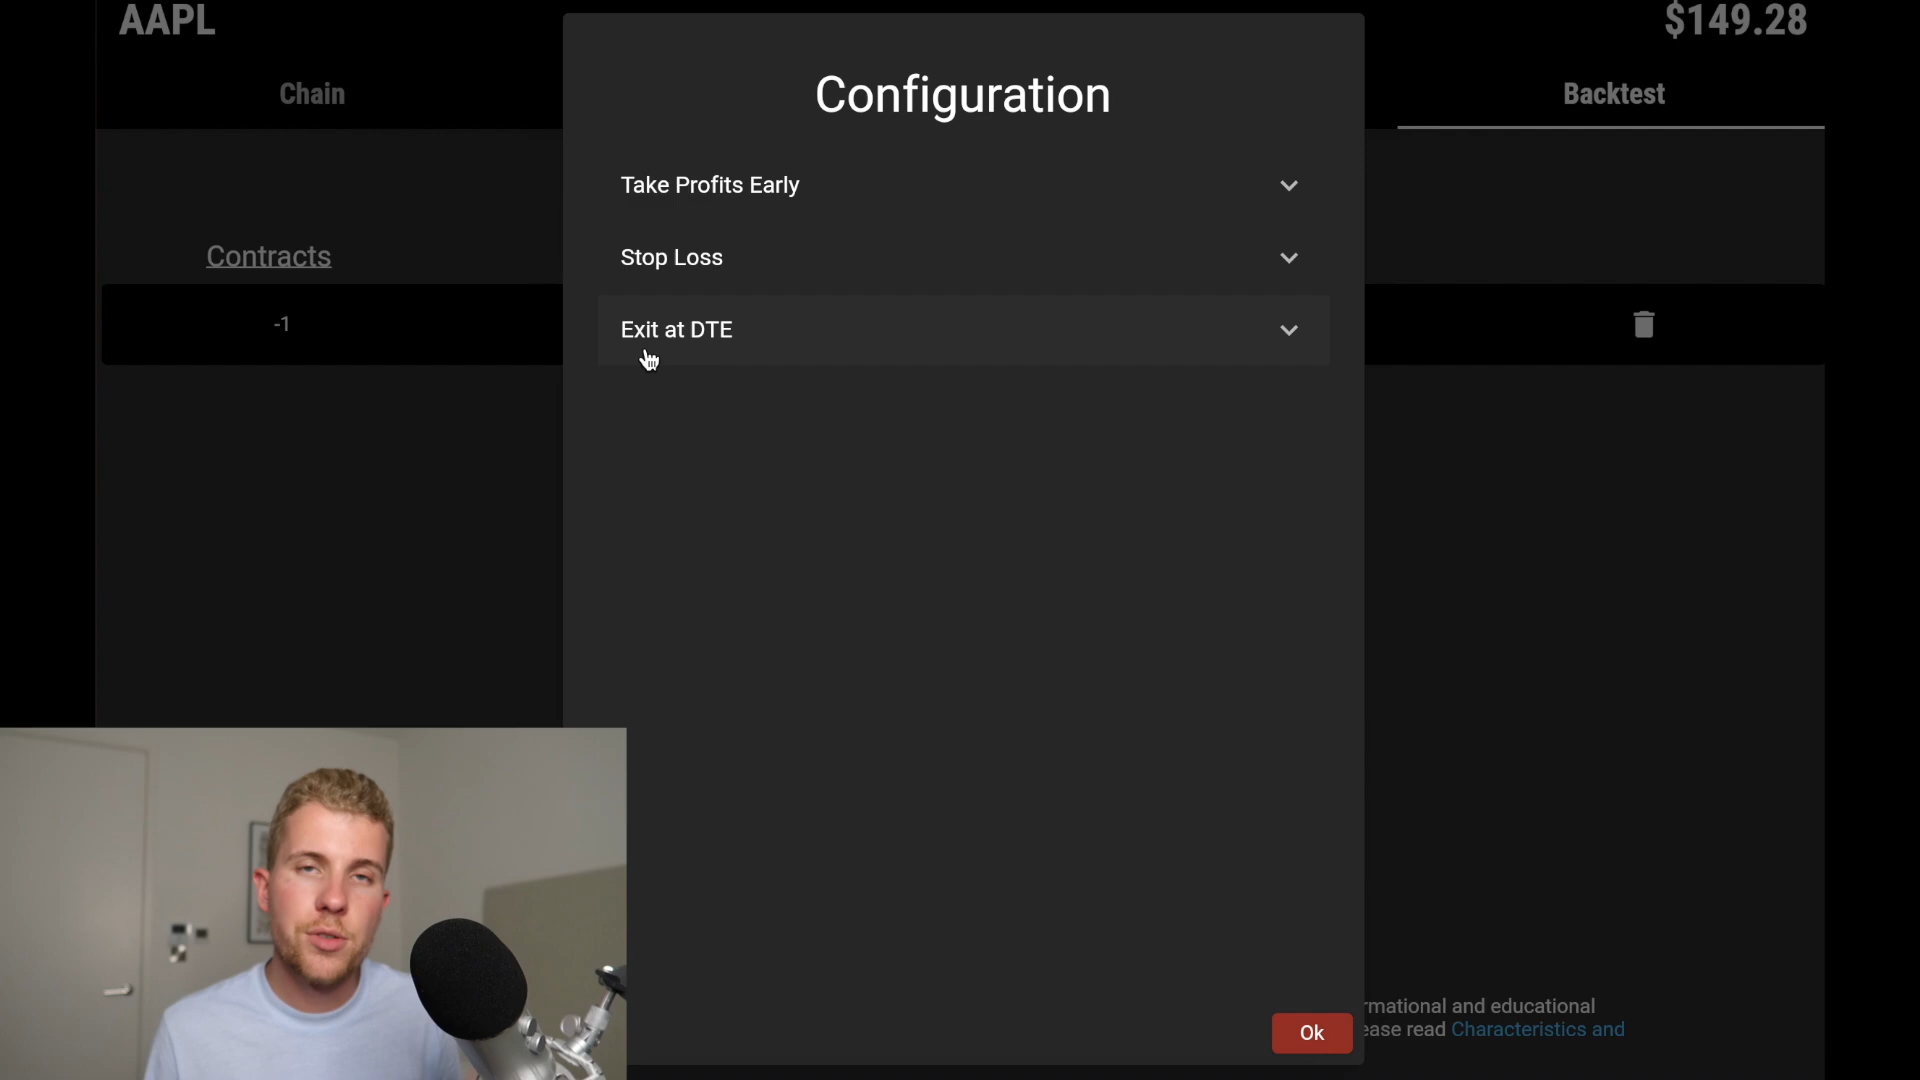 AAPL
$149.28
Chain
Backtest
Configuration
Take Profits Early
Stop Loss
Exit at DTE
Contracts
-1
rmational and educational
ease read Characteristics and
Ok